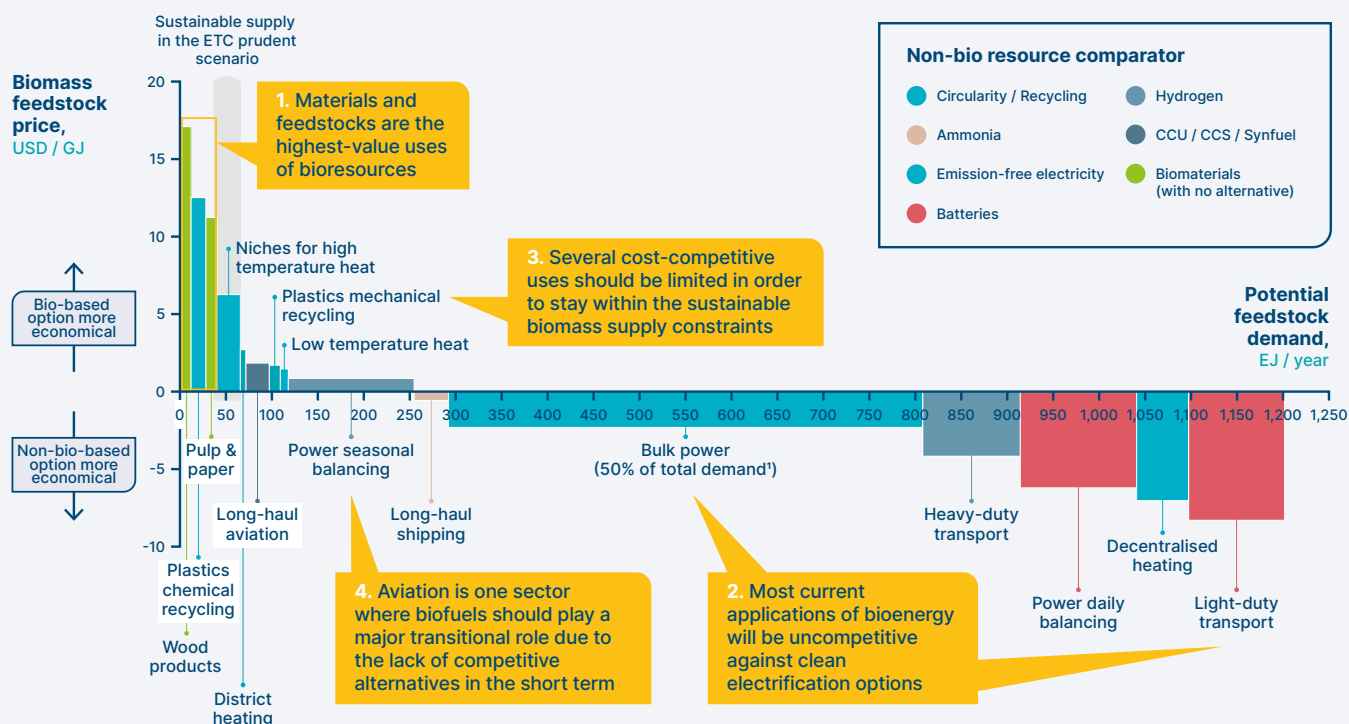 Sustainable supply
in the ETC prudent
scenario
Biomass
feedstock
price,
USD / GJ
20
15
10
5
0
-5
-10
1. Materials and
feedstocks are the
highest-value uses
of bioresources
Non-bio resource comparator
Circularity / Recycling
Hydrogen
Ammonia
CCU / CCS / Synfuel
Emission-free electricity
Biomaterials
(with no alternative)
Batteries
Niches for high
temperature heat
Plastics mechanical
recycling
Low temperature heat
3. Several cost-competitive
uses should be limited in order
to stay within the sustainable
biomass supply constraints
Bio-based
option more
economical
Potential
feedstock
demand,
EJ / year
0 50 100 150 200 250 300 350 400 450 500 550 600 650 700 750 800 850 900 950 1,000 1,050 1,100 1,150 1,200 1,250
Non-bio-based
option more
economical
Pulp &
paper
Power seasonal
balancing
Bulk power
(50% of total demand¹)
Long-haul
aviation
Long-haul
shipping
Heavy-duty
transport
Decentralised
heating
Plastics
chemical
recycling
Power daily
balancing
Light-duty
transport
Wood
products
District
heating
4. Aviation is one sector
where biofuels should play a
major transitional role due to
the lack of competitive
alternatives in the short term
2. Most current
applications of bioenergy
will be uncompetitive
against clean
electrification options